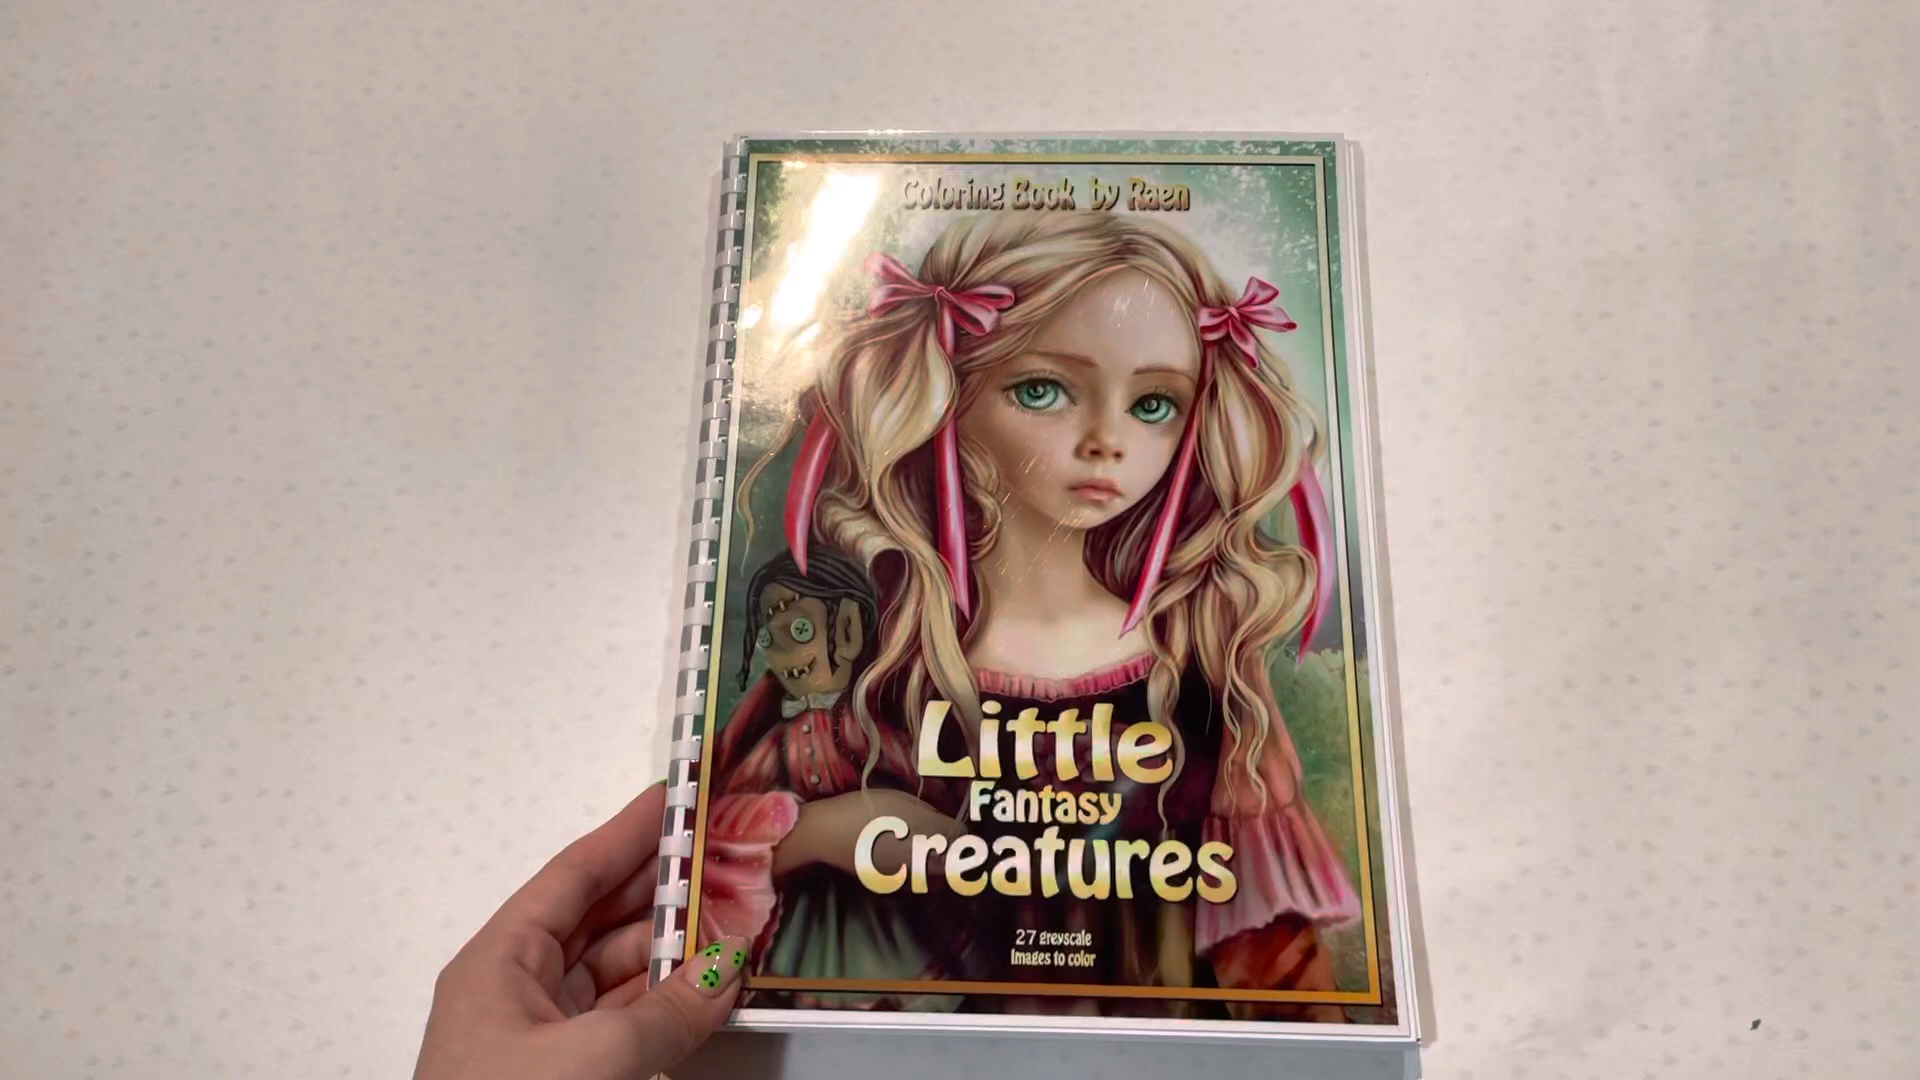 Coloring Book by Raen
Little
Fantasy
Creatures
27 greyscale
Images to color